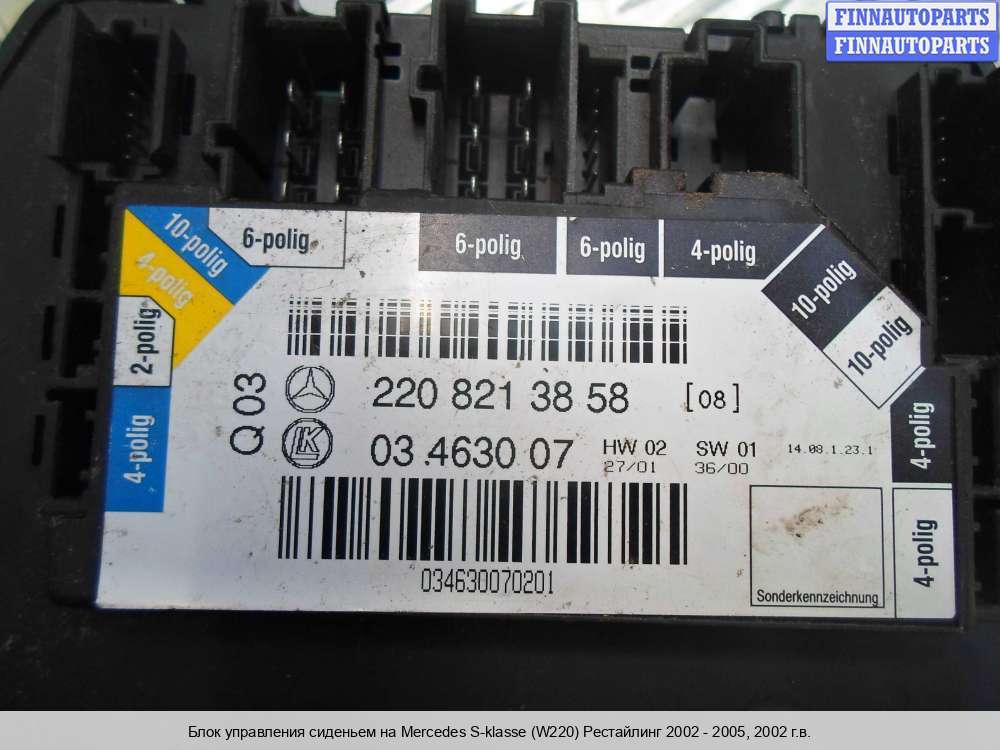 FINNAUTOPARTS
FINNAUTOPARTS
10-polig
6-polig
6-polig
6-polig
4-polig
4-polig
10-polig
2-polig
10-polig
Q 03
220 821 38 58
[08]
4-polig
03.4630 07
HW 02
SW 01
14.08.1.23.1
27/01
36/00
4-polig
4-polig
034630070201
Sonderkennzeichnung
Блок управления сиденьем на Mercedes S-klasse (W220) Рестайлинг 2002 - 2005, 2002 г.в.